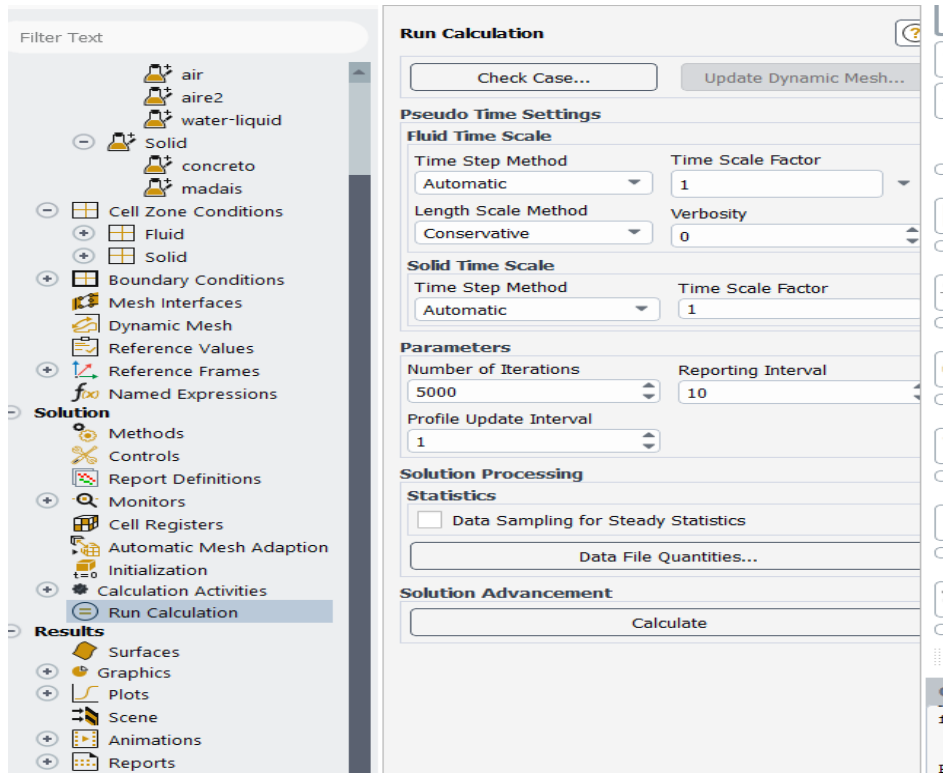 Filter Text
air
aire2
water-liquid
Solid
concreto
madais
Cell Zone Conditions
Fluid
Solid
Boundary Conditions
Mesh Interfaces
Dynamic Mesh
Reference Values
Reference Frames
f(x) Named Expressions
Solution
Methods
Controls
Report Definitions
Monitors
Cell Registers
Automatic Mesh Adaption
t=0 Initialization
Calculation Activities
Run Calculation
Results
Surfaces
Graphics
Plots
Scene
Animations
Reports
Run Calculation
?
Check Case... Update Dynamic Mesh...
Pseudo Time Settings
Fluid Time Scale
Time Step Method Time Scale Factor
Automatic 1
Length Scale Method Verbosity
Conservative 0
Solid Time Scale
Time Step Method Time Scale Factor
Automatic 1
Parameters
Number of Iterations Reporting Interval
5000 10
Profile Update Interval
1
Solution Processing
Statistics
Data Sampling for Steady Statistics
Data File Quantities...
Solution Advancement
Calculate